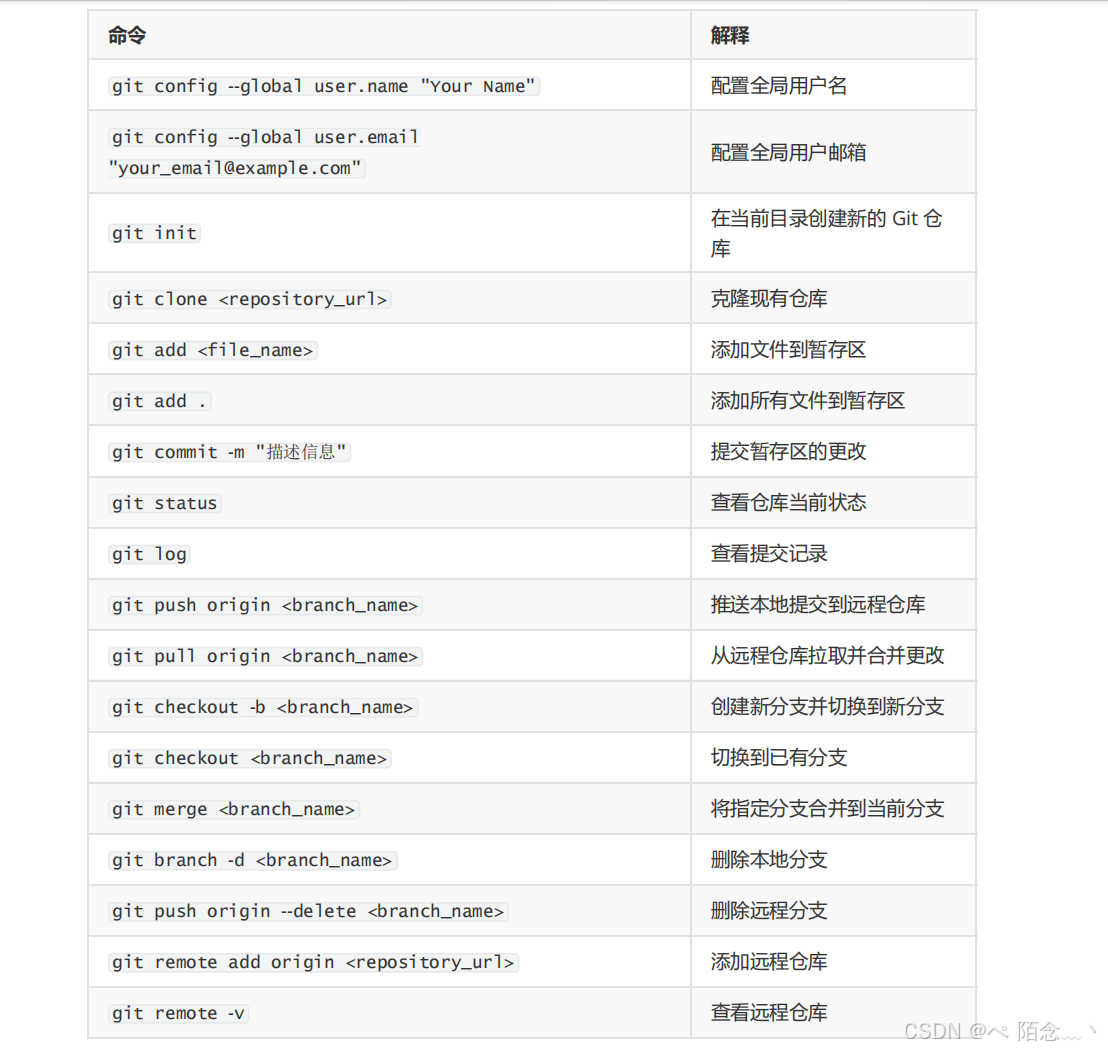 命令 解释
git config --global user.name "Your Name" 配置全局用户名
git config --global user.email
"your_email@example.com"
配置全局用户邮箱
git init
在当前目录创建新的 Git 仓
库
git clone <repository_url> 克隆现有仓库
git add <file_name> 添加文件到暂存区
git add . 添加所有文件到暂存区
git commit -m "描述信息" 提交暂存区的更改
git status 查看仓库当前状态
git log 查看提交记录
git push origin <branch_name> 推送本地提交到远程仓库
git pull origin <branch_name> 从远程仓库拉取并合并更改
git checkout -b <branch_name> 创建新分支并切换到新分支
git checkout <branch_name> 切换到已有分支
git merge <branch_name> 将指定分支合并到当前分支
git branch -d <branch_name> 删除本地分支
git push origin --delete <branch_name> 删除远程分支
git remote add origin <repository_url> 添加远程仓库
git remote -v 查看远程仓库
CSDN @ぺ 陌念﹏丶